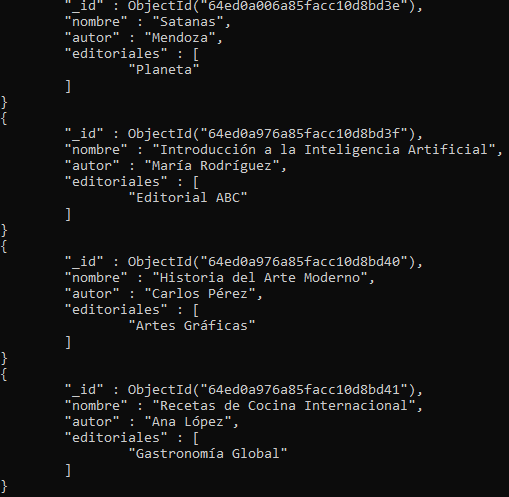 "_id" : ObjectId("64ed0a006a85facc10d8bd3e"),
"nombre" : "Satanas",
"autor" : "Mendoza",
"editoriales" : [
"Planeta"
]
}
{
"_id" : ObjectId("64ed0a976a85facc10d8bd3f"),
"nombre" : "Introducción a la Inteligencia Artificial",
"autor" : "María Rodríguez",
"editoriales" : [
"Editorial ABC"
]
}
{
"_id" : ObjectId("64ed0a976a85facc10d8bd40"),
"nombre" : "Historia del Arte Moderno",
"autor" : "Carlos Pérez",
"editoriales" : [
"Artes Gráficas"
]
}
{
"_id" : ObjectId("64ed0a976a85facc10d8bd41"),
"nombre" : "Recetas de Cocina Internacional",
"autor" : "Ana López",
"editoriales" : [
"Gastronomía Global"
]
}